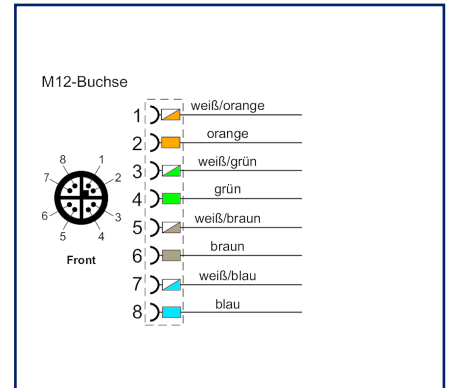 M12-Buchse
1 weiß/orange
2 orange
3 weiß/grün
4 grün
5 weiß/braun
6 braun
7 weiß/blau
8 blau
8 1
7 2
6 3
5 4
Front